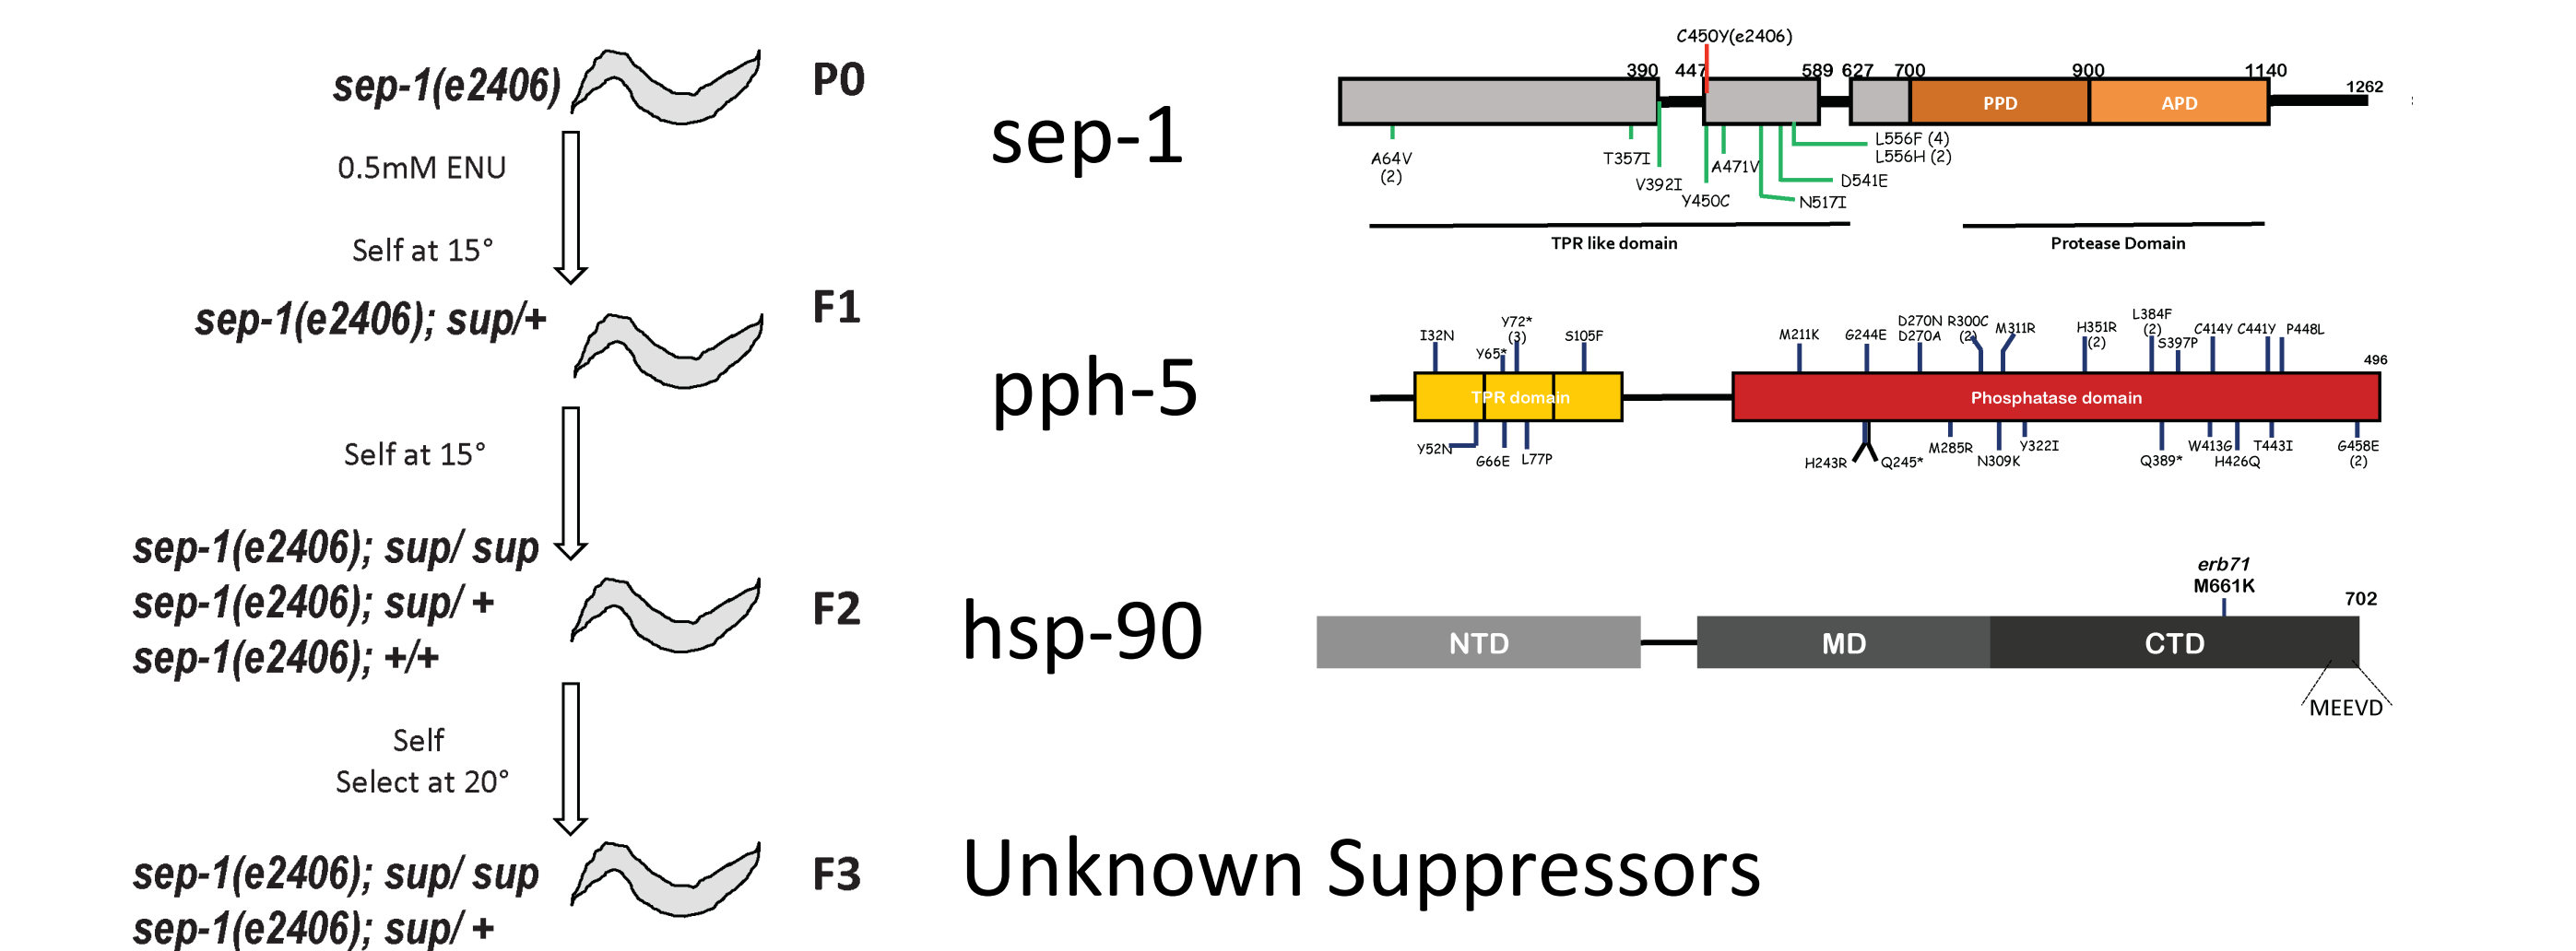 sep-1(e2406)
P0
0.5mM ENU
Self at 15°
sep-1(e2406); sup/+
F1
Self at 15°
sep-1(e2406); sup/ sup
sep-1(e2406); sup/ +
sep-1(e2406); +/+
F2
Self
Select at 20°
sep-1(e2406); sup/ sup
sep-1(e2406); sup/ +
F3
sep-1
C450Y(e2406)
390 447 589 627 700 900 1140 1262
PPD APD
A64V
(2)
T357I
V392I
Y450C
A471V
N517I
D541E
L556F (4)
L556H (2)
TPR like domain
Protease Domain
pph-5
I32N
Y65*
Y72*
(3)
S105F
M211K
G244E
D270N
D270A
R300C
(2)
M311R
H351R
(2)
L384F
(2)
S397P
C414Y
C441Y
P448L
496
TPR domain
Phosphatase domain
Y52N
G66E
L77P
H243R
Q245*
M285R
N309K
Y322I
Q389*
W413G
H426Q
T443I
G458E
(2)
hsp-90
erb71
M661K
702
NTD MD CTD
MEEVD
Unknown Suppressors